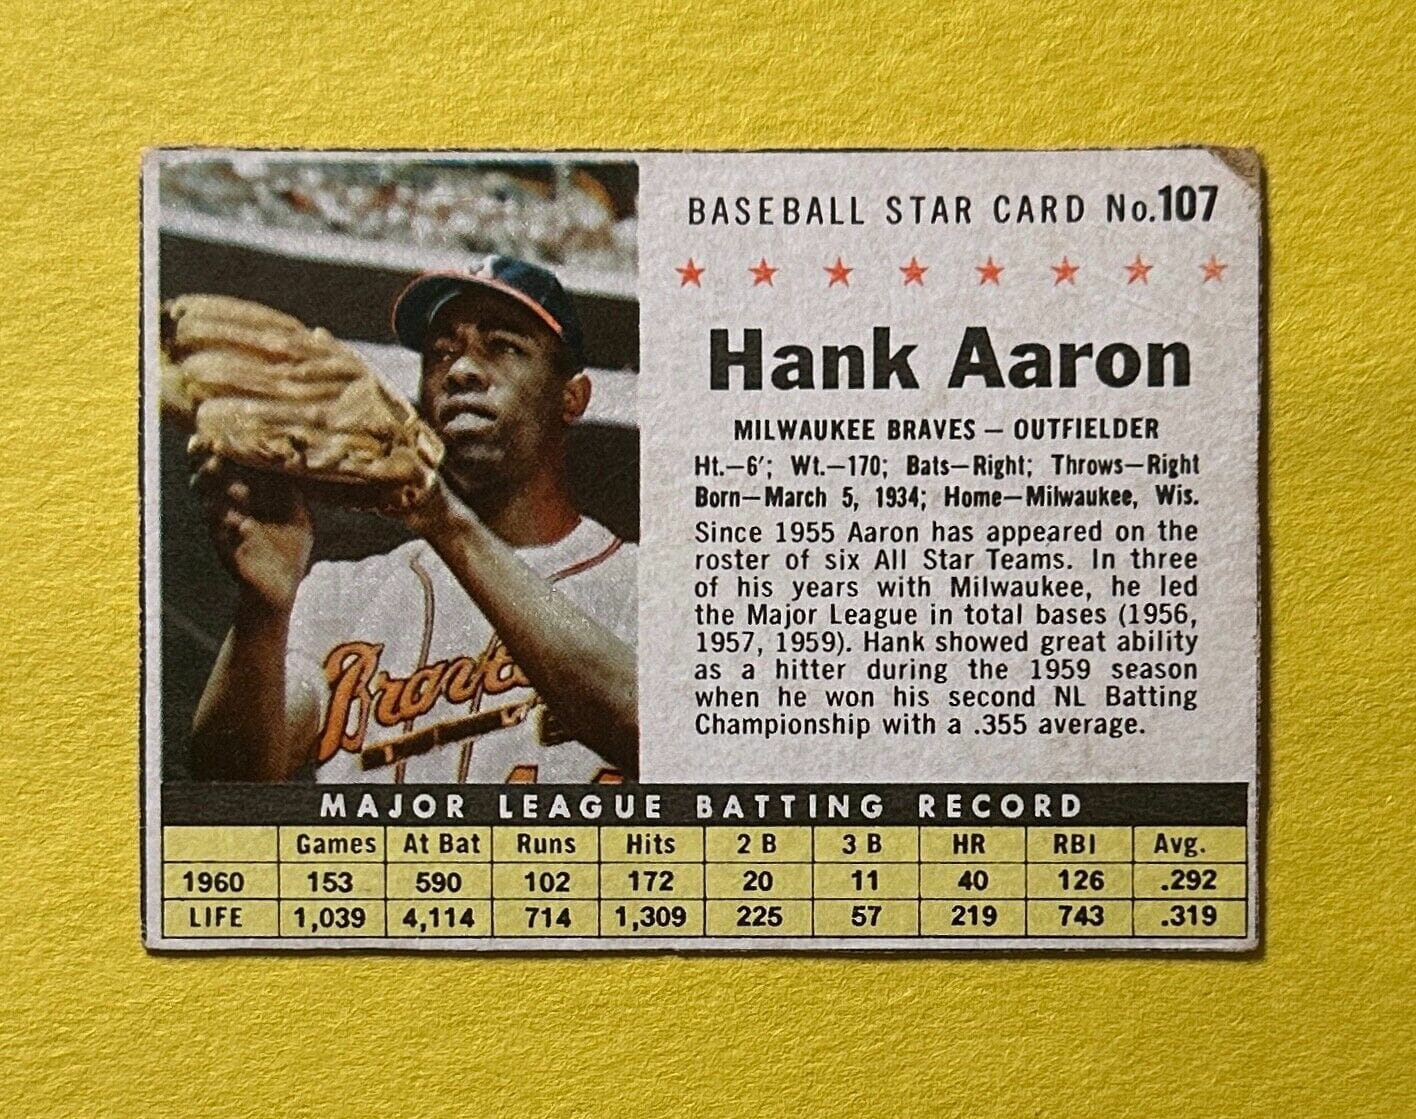 BASEBALL STAR CARD No.107
Hank Aaron
MILWAUKEE BRAVES – OUTFIELDER
Ht.–6'; Wt.–170; Bats–Right; Throws–Right
Born–March 5, 1934; Home–Milwaukee, Wis.
Since 1955 Aaron has appeared on the
roster of six All Star Teams. In three
of his years with Milwaukee, he led
the Major League in total bases (1956,
1957, 1959). Hank showed great ability
as a hitter during the 1959 season
when he won his second NL Batting
Championship with a .355 average.
Braves
MAJOR LEAGUE BATTING RECORD
Games At Bat Runs Hits 2 B 3 B HR RBI Avg.
1960 153 590 102 172 20 11 40 126 .292
LIFE 1,039 4,114 714 1,309 225 57 219 743 .319